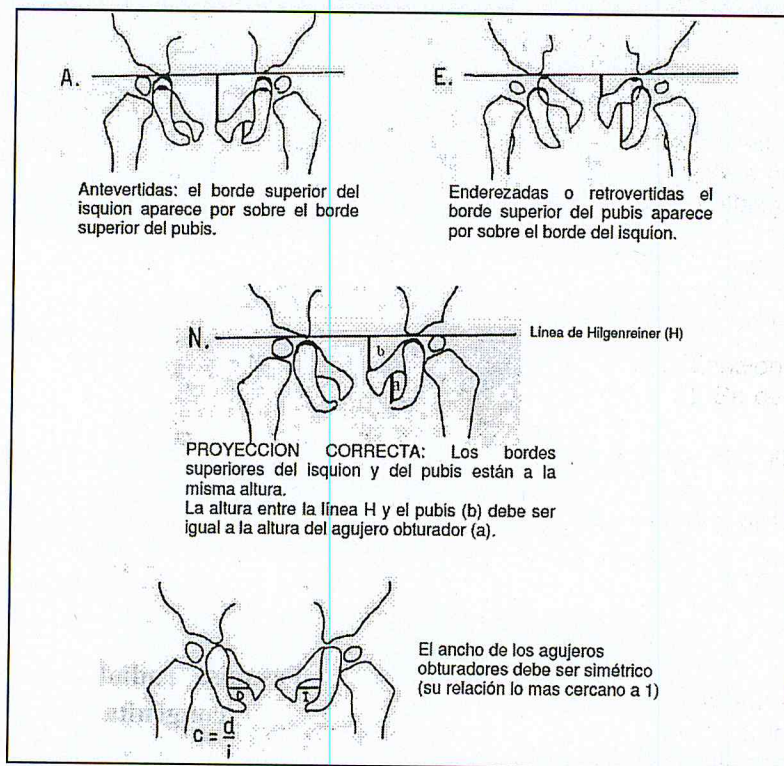 A.
E.
Antevertidas: el borde superior del
isquion aparece por sobre el borde
superior del pubis.
Enderezadas o retrovertidas el
borde superior del pubis aparece
por sobre el borde del isquion.
N.
Línea de Hilgenreiner (H)
b
a
PROYECCION CORRECTA: Los bordes
superiores del isquion y del pubis están a la
misma altura.
La altura entre la línea H y el pubis (b) debe ser
igual a la altura del agujero obturador (a).
El ancho de los agujeros
obturadores debe ser simétrico
(su relación lo mas cercano a 1)
D
I
c = d
i